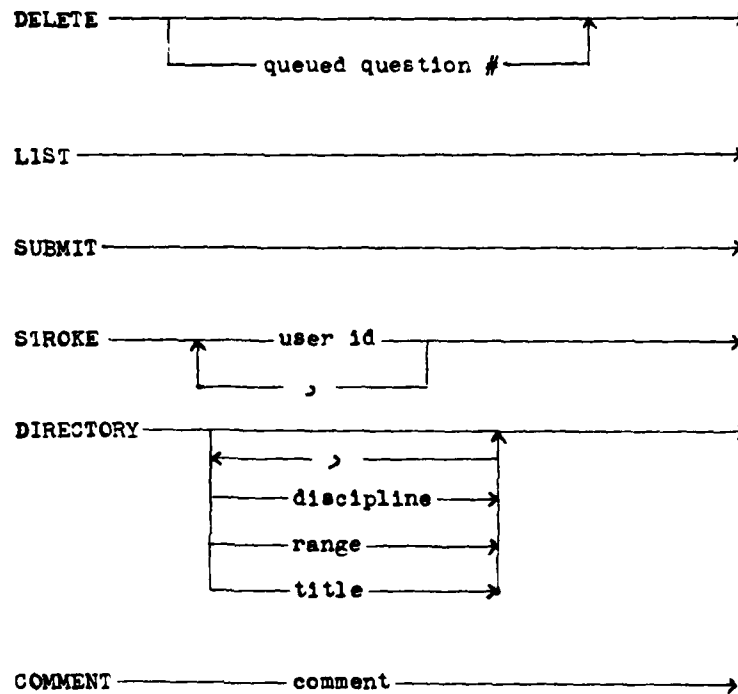 DELETE
queued question #
LIST
SUBMIT
STROKE user id
,
DIRECTORY
,
discipline
range
title
COMMENT comment